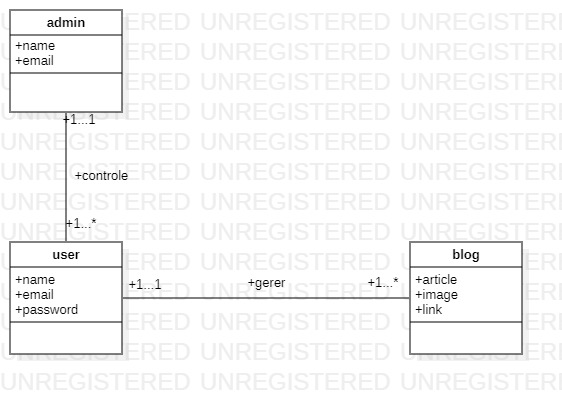 admin
+name
+email
+1...1
+controle
+1...*
user
+name
+email
+password
+1...1
+gerer
+1...*
blog
+article
+image
+link
UNREGISTERED UNREGISTERED UNREGISTERED